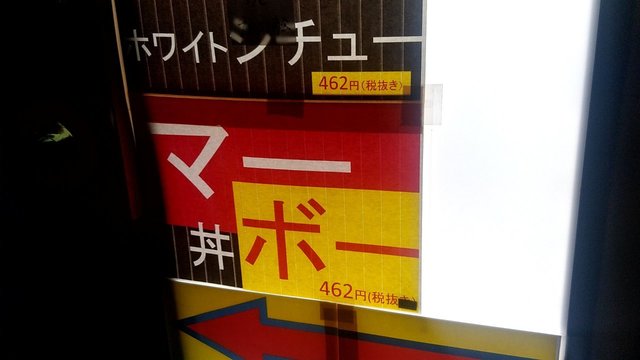 ホワイトシチュー
462円(税抜き)
マー
ボー
丼
462円(税抜き)